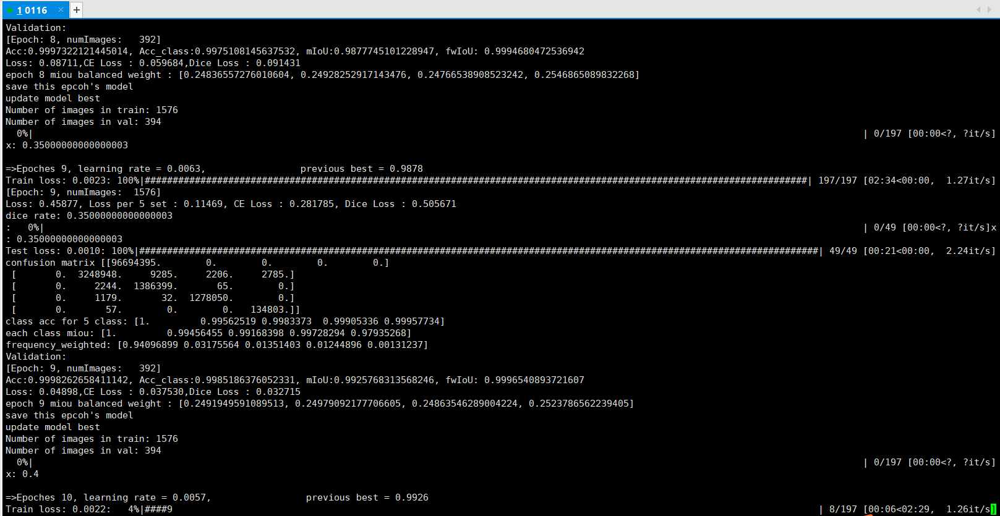 1 0116 × +
Validation:
[Epoch: 8, numImages:   392]
Acc:0.9997322121445014, Acc_class:0.9975108145637532, mIoU:0.9877745101228947, fwIoU: 0.9994680472536942
Loss: 0.08711,CE Loss : 0.059684,Dice Loss : 0.091431
epoch 8 miou balanced weight : [0.24836557276010604, 0.24928252917143476, 0.24766538908523242, 0.2546865089832268]
save this epcoh's model
update model best
Number of images in train: 1576
Number of images in val: 394
  0%| | 0/197 [00:00<?, ?it/s]
x: 0.35000000000000003
=>Epoches 9, learning rate = 0.0063,                  previous best = 0.9878
Train loss: 0.0023: 100%|#######################################################################################################################| 197/197 [02:34<00:00,  1.27it/s]
[Epoch: 9, numImages:  1576]
Loss: 0.45877, Loss per 5 set : 0.11469, CE Loss : 0.281785, Dice Loss : 0.505671
dice rate: 0.35000000000000003
:   0%| | 0/49 [00:00<?, ?it/s]x
: 0.35000000000000003
Test loss: 0.0010: 100%|##########################################################################################################################| 49/49 [00:21<00:00,  2.24it/s]
confusion matrix [[96694395.        0.        0.        0.        0.]
 [       0.  3248948.     9285.     2206.     2785.]
 [       0.     2244.  1386399.       65.        0.]
 [       0.     1179.       32.  1278050.        0.]
 [       0.       57.        0.        0.   134803.]]
class acc for 5 class: [1.         0.99562519 0.9983373  0.99905336 0.99957734]
each class miou: [1.         0.99456455 0.99168398 0.99728294 0.97935268]
frequency_weighted: [0.94096899 0.03175564 0.01351403 0.01244896 0.00131237]
Validation:
[Epoch: 9, numImages:   392]
Acc:0.9998262658411142, Acc_class:0.9985186376052331, mIoU:0.9925768313568246, fwIoU: 0.9996540893721607
Loss: 0.04898,CE Loss : 0.037530,Dice Loss : 0.032715
epoch 9 miou balanced weight : [0.2491949591089513, 0.24979092177706605, 0.24863546289004224, 0.2523786562239405]
save this epcoh's model
update model best
Number of images in train: 1576
Number of images in val: 394
  0%| | 0/197 [00:00<?, ?it/s]
x: 0.4
=>Epoches 10, learning rate = 0.0057,                  previous best = 0.9926
Train loss: 0.0022:   4%|####9 | 8/197 [00:06<02:29,  1.26it/s]